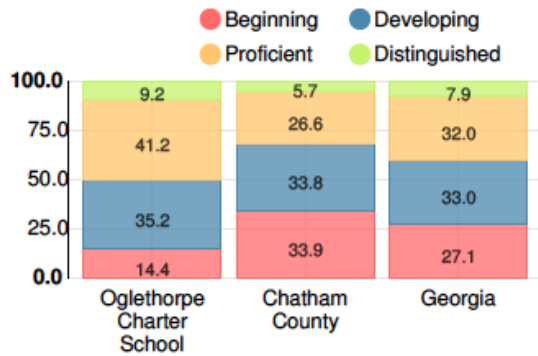 Beginning
Developing
Proficient
Distinguished
100.0
75.0
50.0
25.0
0.0
9.2
41.2
35.2
14.4
5.7
26.6
33.8
33.9
7.9
32.0
33.0
27.1
Oglethorpe
Charter
School
Chatham
County
Georgia